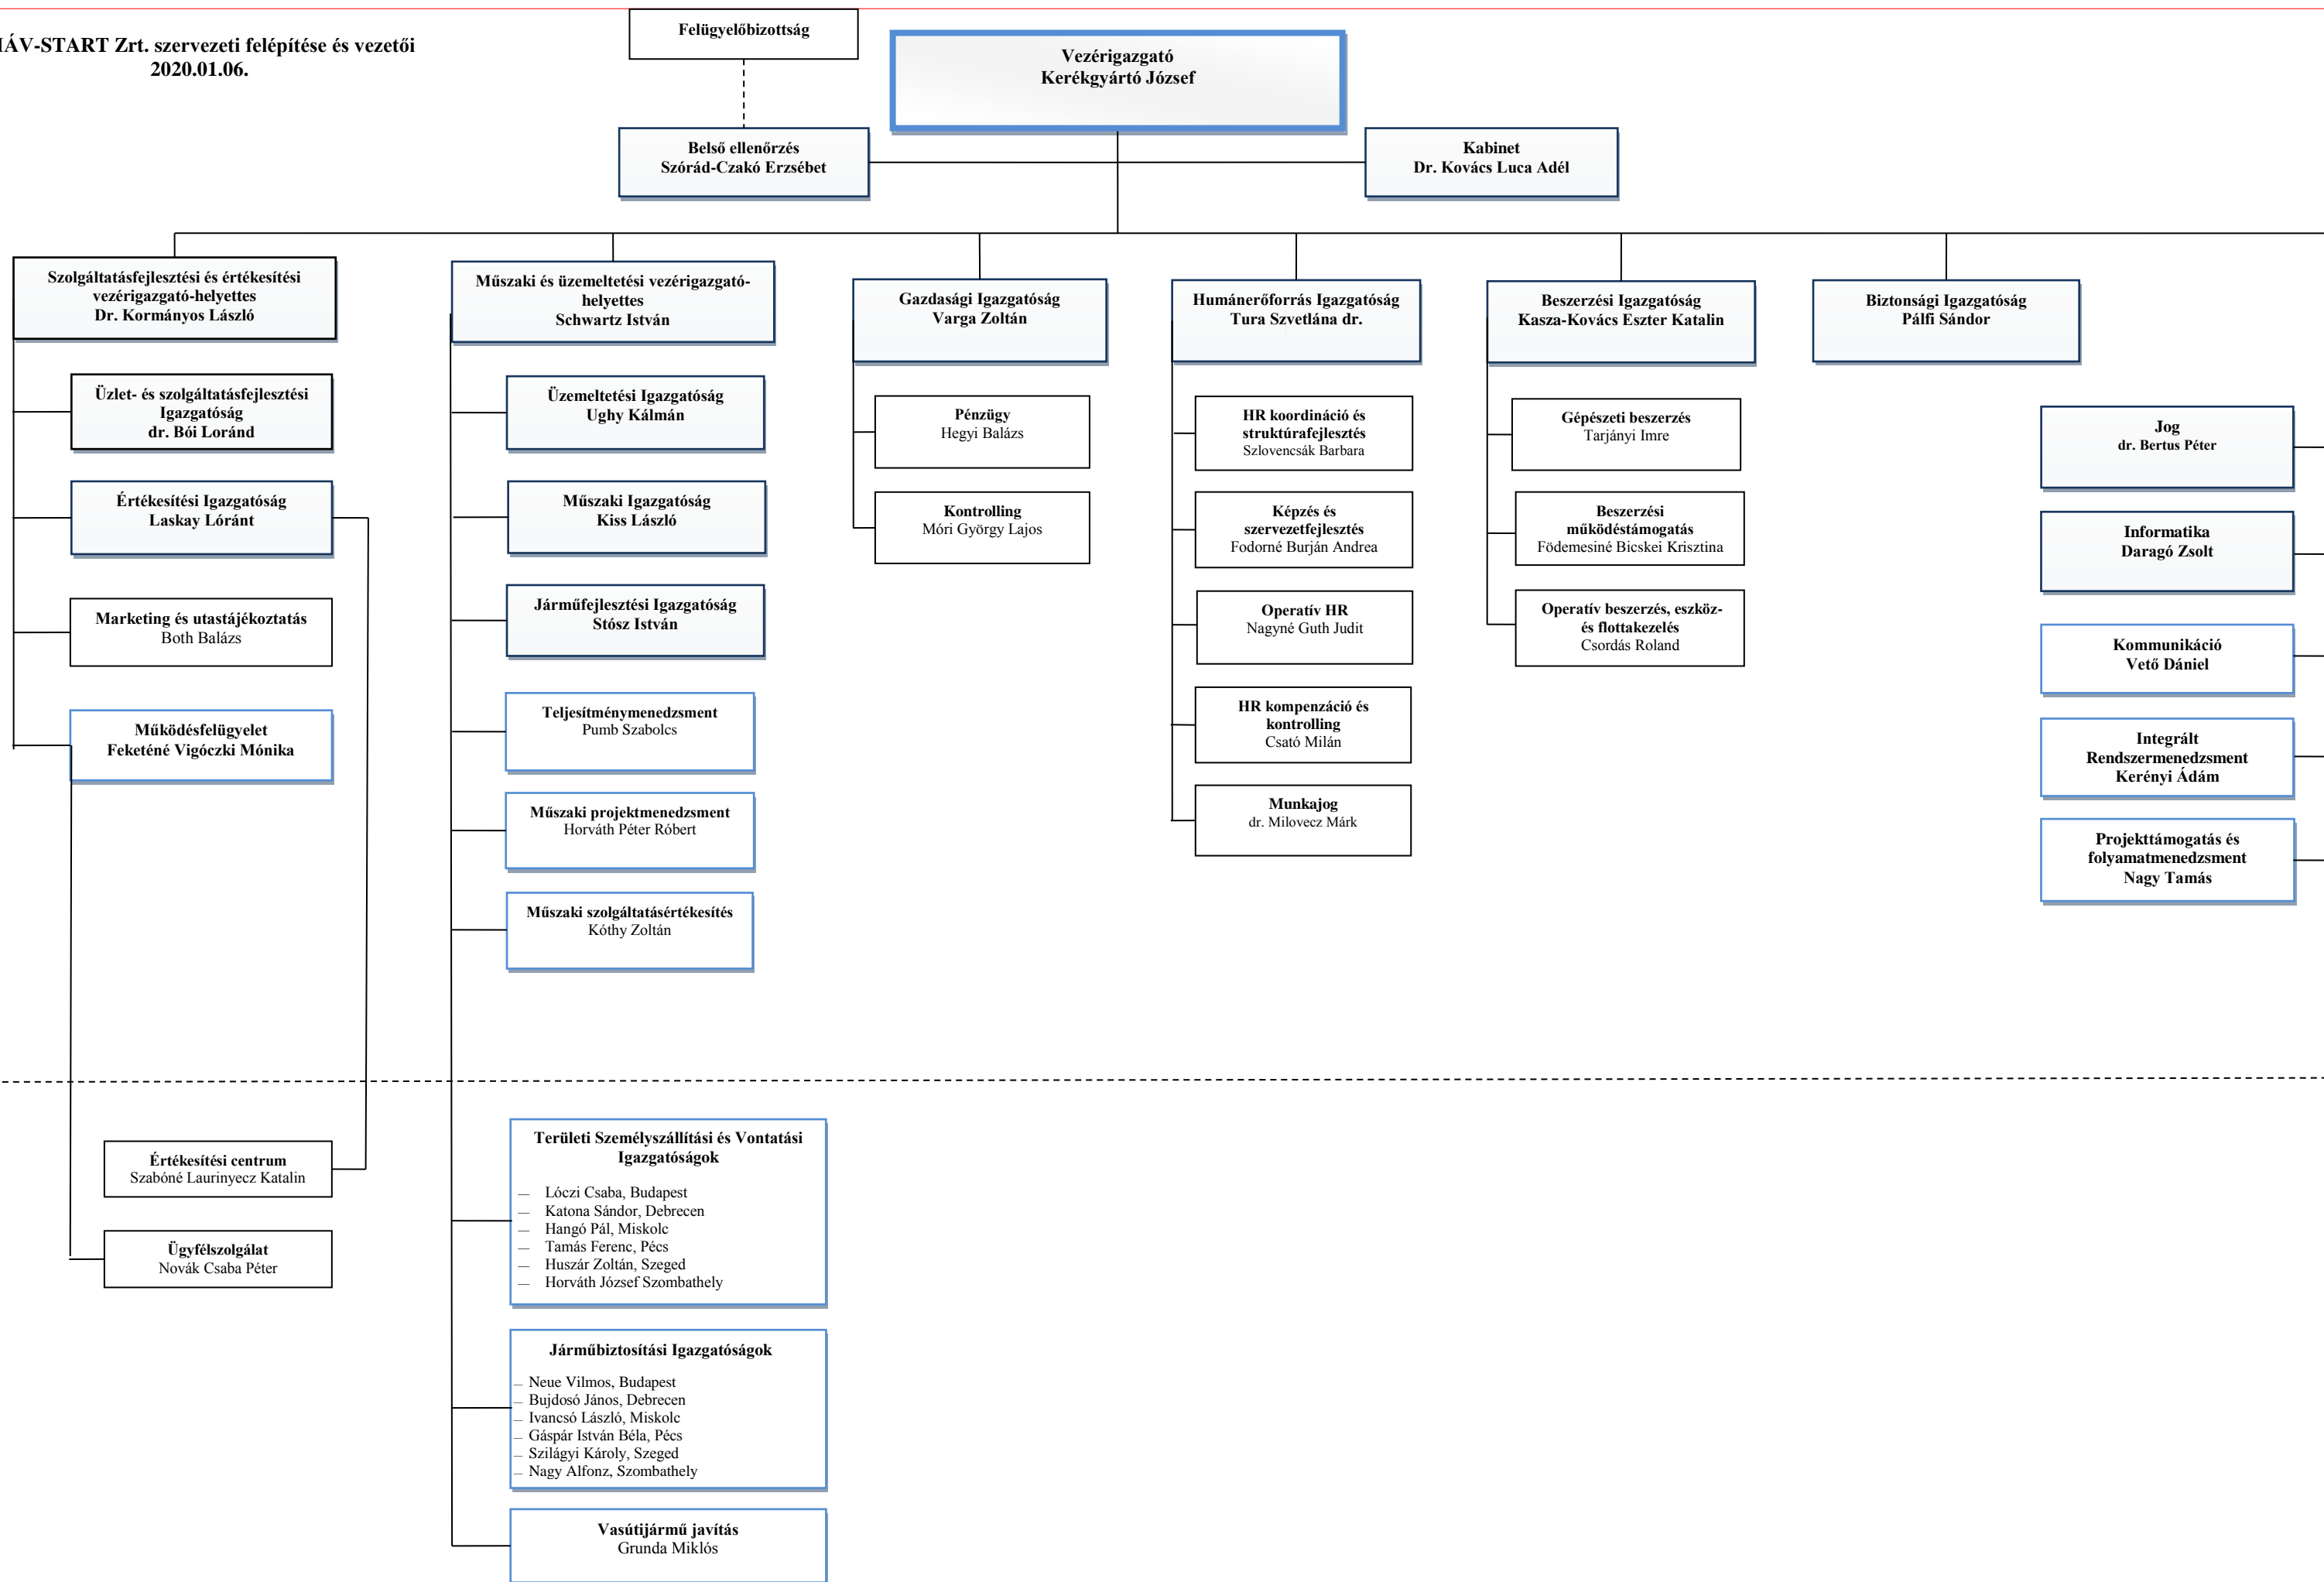 MÁV-START Zrt. szervezeti felépítése és vezetői
2020.01.06.
Felügyelőbizottság
Vezérigazgató
Kerékgyártó József
Belső ellenőrzés
Szórád-Czakó Erzsébet
Kabinet
Dr. Kovács Luca Adél
Szolgáltatásfejlesztési és értékesítési
vezérigazgató-helyettes
Dr. Kormányos László
Üzlet- és szolgáltatásfejlesztési
Igazgatóság
dr. Bói Loránd
Értékesítési Igazgatóság
Laskay Lóránt
Marketing és utastájékoztatás
Both Balázs
Működésfelügyelet
Feketéné Vigóczki Mónika
Műszaki és üzemeltetési vezérigazgató-
helyettes
Schwartz István
Üzemeltetési Igazgatóság
Ughy Kálmán
Műszaki Igazgatóság
Kiss László
Járműfejlesztési Igazgatóság
Stósz István
Teljesítménymenedzsment
Pumb Szabolcs
Műszaki projektmenedzsment
Horváth Péter Róbert
Műszaki szolgáltatásértékesítés
Kóthy Zoltán
Gazdasági Igazgatóság
Varga Zoltán
Pénzügy
Hegyi Balázs
Kontrolling
Móri György Lajos
Humánerőforrás Igazgatóság
Tura Szvetlána dr.
HR koordináció és
struktúrafejlesztés
Szlovencsák Barbara
Képzés és
szervezetfejlesztés
Fodorné Burján Andrea
Operatív HR
Nagyné Guth Judit
HR kompenzáció és
kontrolling
Csató Milán
Munkajog
dr. Milovecz Márk
Beszerzési Igazgatóság
Kasza-Kovács Eszter Katalin
Gépészeti beszerzés
Tarjányi Imre
Beszerzési
működéstámogatás
Födemesiné Bicskei Krisztina
Operatív beszerzés, eszköz-
és flottakezelés
Csordás Roland
Biztonsági Igazgatóság
Pálfi Sándor
Jog
dr. Bertus Péter
Informatika
Daragó Zsolt
Kommunikáció
Vető Dániel
Integrált
Rendszermenedzsment
Kerényi Ádám
Projekttámogatás és
folyamatmenedzsment
Nagy Tamás
Értékesítési centrum
Szabóné Laurinyecz Katalin
Ügyfélszolgálat
Novák Csaba Péter
Területi Személyszállítási és Vontatási
Igazgatóságok
— Lóczi Csaba, Budapest
— Katona Sándor, Debrecen
— Hangó Pál, Miskolc
— Tamás Ferenc, Pécs
— Huszár Zoltán, Szeged
— Horváth József Szombathely
Járműbiztosítási Igazgatóságok
— Neue Vilmos, Budapest
— Bujdosó János, Debrecen
— Ivancsó László, Miskolc
— Gáspár István Béla, Pécs
— Szilágyi Károly, Szeged
— Nagy Alfonz, Szombathely
Vasútijármű javítás
Grunda Miklós